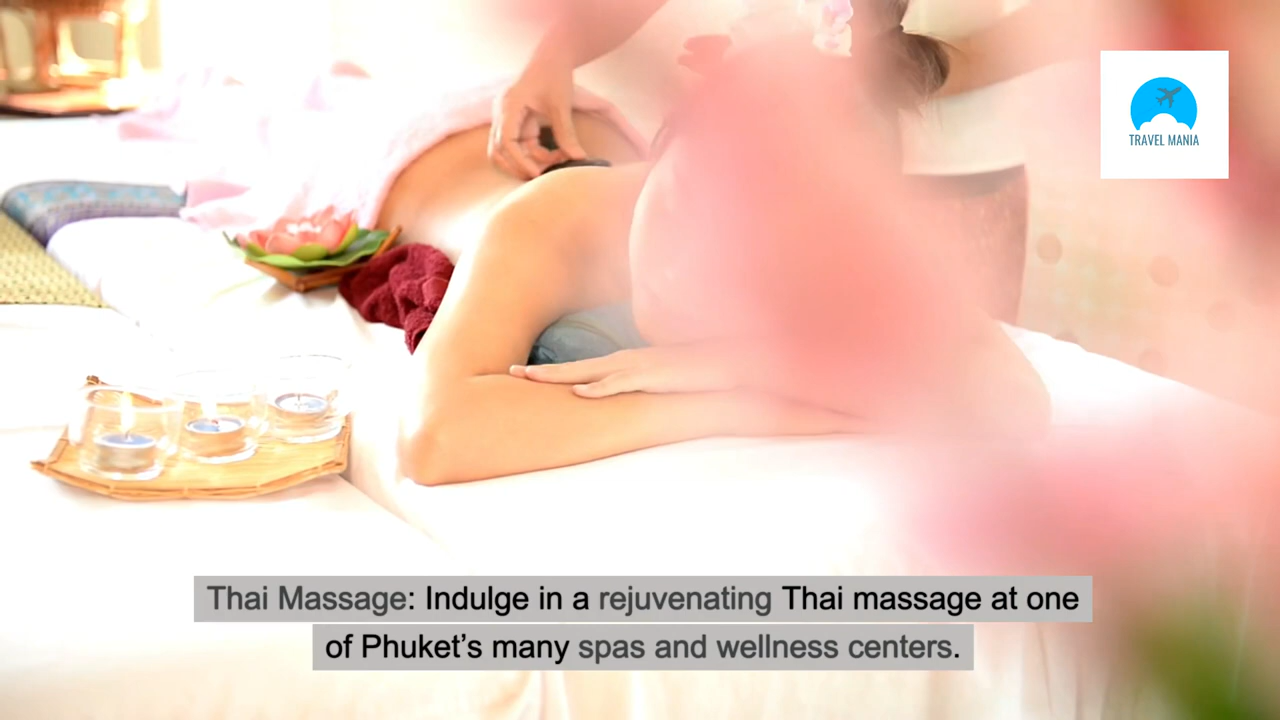 TRAVEL MANIA
Thai Massage: Indulge in a rejuvenating Thai massage at one
of Phuket’s many spas and wellness centers.